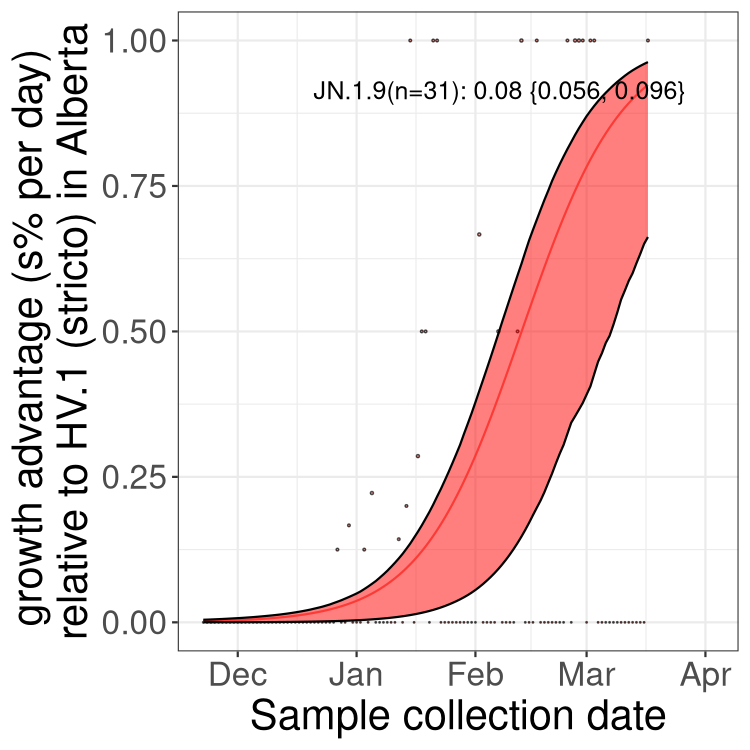 growth advantage (s% per day)
relative to HV.1 (stricto) in Alberta
1.00
0.75
0.50
0.25
0.00
JN.1.9(n=31): 0.08 {0.056, 0.096}
Dec Jan Feb Mar Apr
Sample collection date